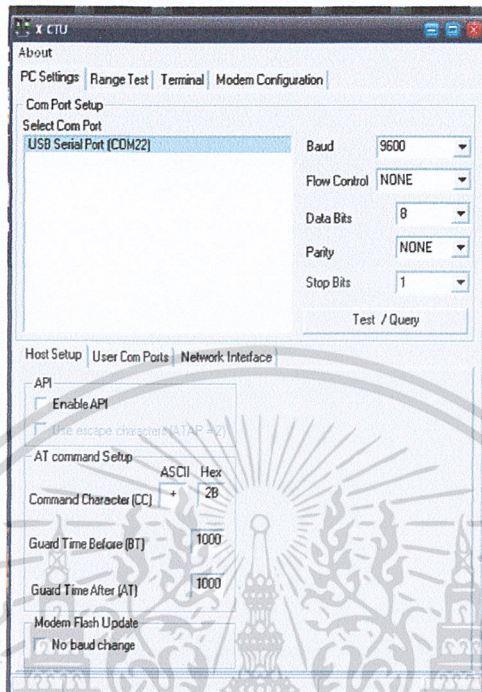 X CTU
About
PC Settings Range Test Terminal Modem Configuration
Com Port Setup
Select Com Port
USB Serial Port (COM22)
Baud 9600
Flow Control NONE
Data Bits 8
Parity NONE
Stop Bits 1
Test / Query
Host Setup User Com Ports Network Interface
API
Enable API
Use escape characters (ATAP = 2)
AT command Setup
ASCII Hex
Command Character (CC) + 2B
Guard Time Before (BT) 1000
Guard Time After (AT) 1000
Modem Flash Update
No baud change